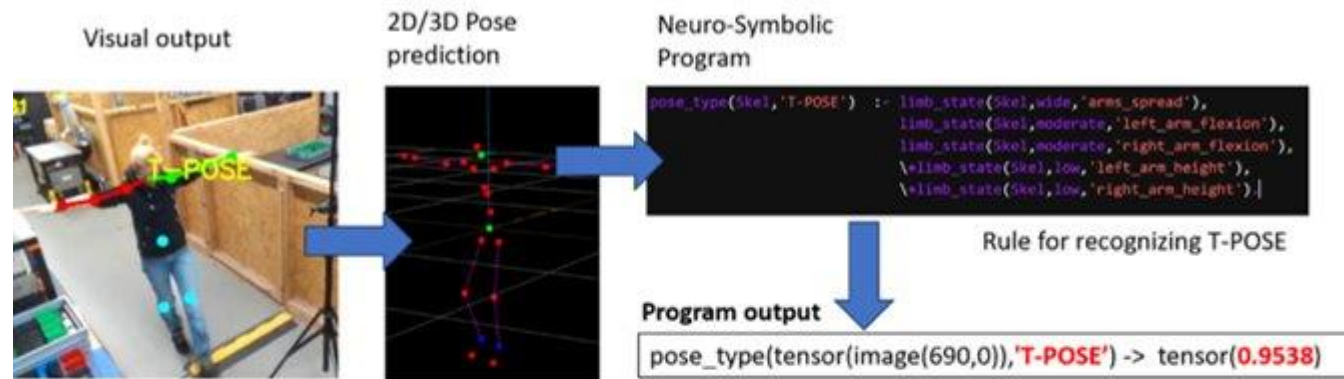 Visual output
2D/3D Pose
prediction
Neuro-Symbolic
Program
T-POSE
pose_type(Skel,'T-POSE') :- limb_state(Skel,wide,'arms_spread'),
limb_state(Skel,moderate,'left_arm_flexion'),
limb_state(Skel,moderate,'right_arm_flexion'),
\+limb_state(Skel,low,'left_arm_height'),
\+limb_state(Skel,low,'right_arm_height').
Rule for recognizing T-POSE
Program output
pose_type(tensor(image(690,0)),'T-POSE') -> tensor(0.9538)